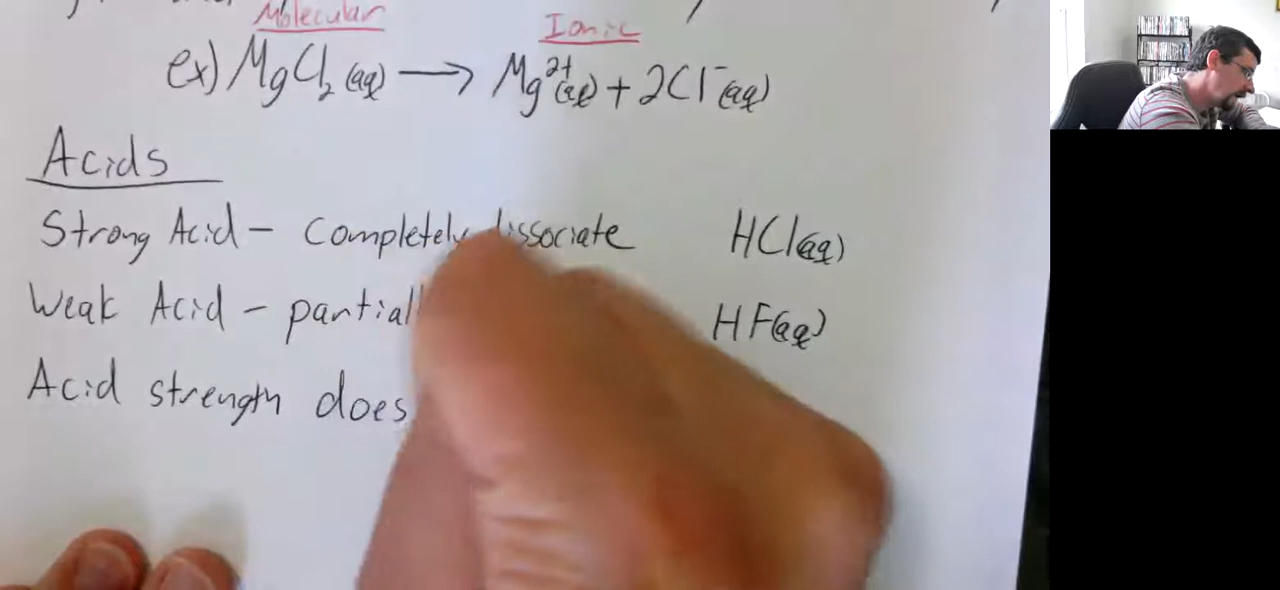 Molecular Ionic
ex) MgCl₂ (aq) → Mg²⁺(aq) + 2Cl⁻(aq)
Acids
Strong Acid - Completely dissociate HCl(aq)
Weak Acid - partial HF(aq)
Acid strength does